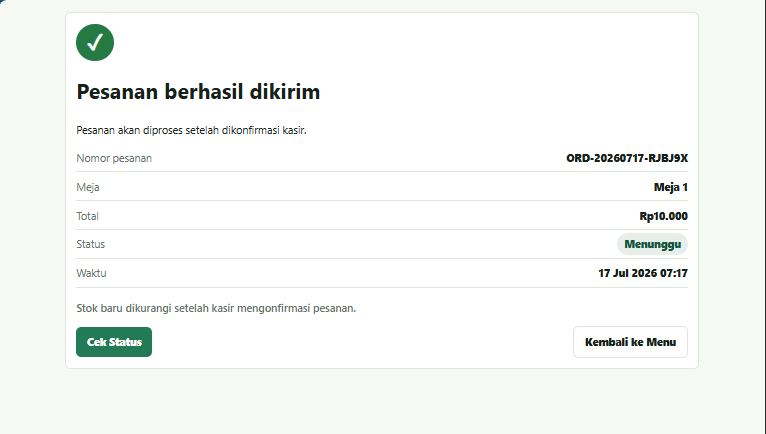 Pesanan berhasil dikirim
Pesanan akan diproses setelah dikonfirmasi kasir.
Nomor pesanan ORD-20260717-RJBJ9X
Meja Meja 1
Total Rp10.000
Status Menunggu
Waktu 17 Jul 2026 07:17
Stok baru dikurangi setelah kasir mengonfirmasi pesanan.
Cek Status Kembali ke Menu